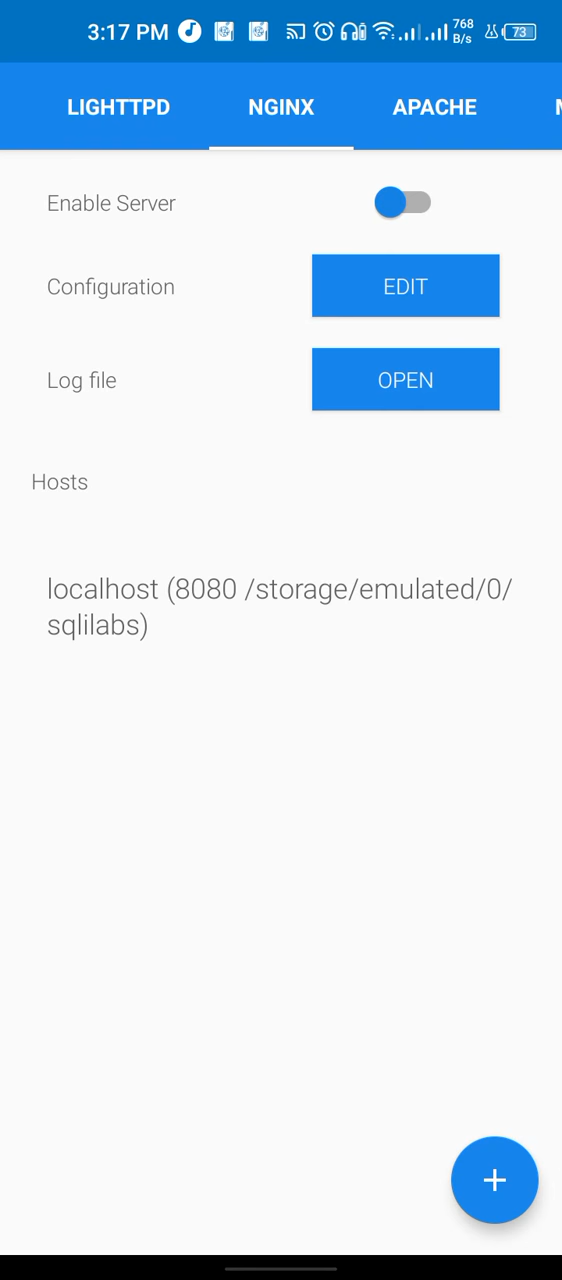 3:17 PM 768 B/s 73
LIGHTTPD NGINX APACHE
Enable Server
Configuration EDIT
Log file OPEN
Hosts
localhost (8080 /storage/emulated/0/
sqlilabs)